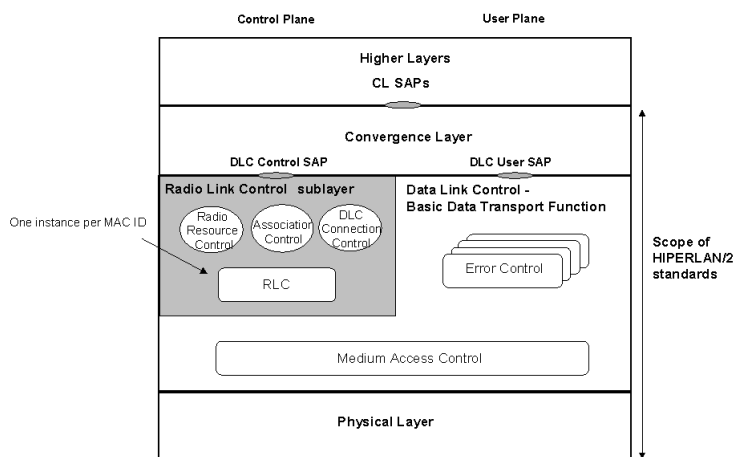 Control Plane
User Plane
Higher Layers
CL SAPs
Convergence Layer
DLC Control SAP
DLC User SAP
Radio Link Control sublayer
Data Link Control -
Basic Data Transport Function
One instance per MAC ID
Radio
Resource
Control
Association
Control
DLC
Connection
Control
Error Control
RLC
Scope of
HIPERLAN/2
standards
Medium Access Control
Physical Layer